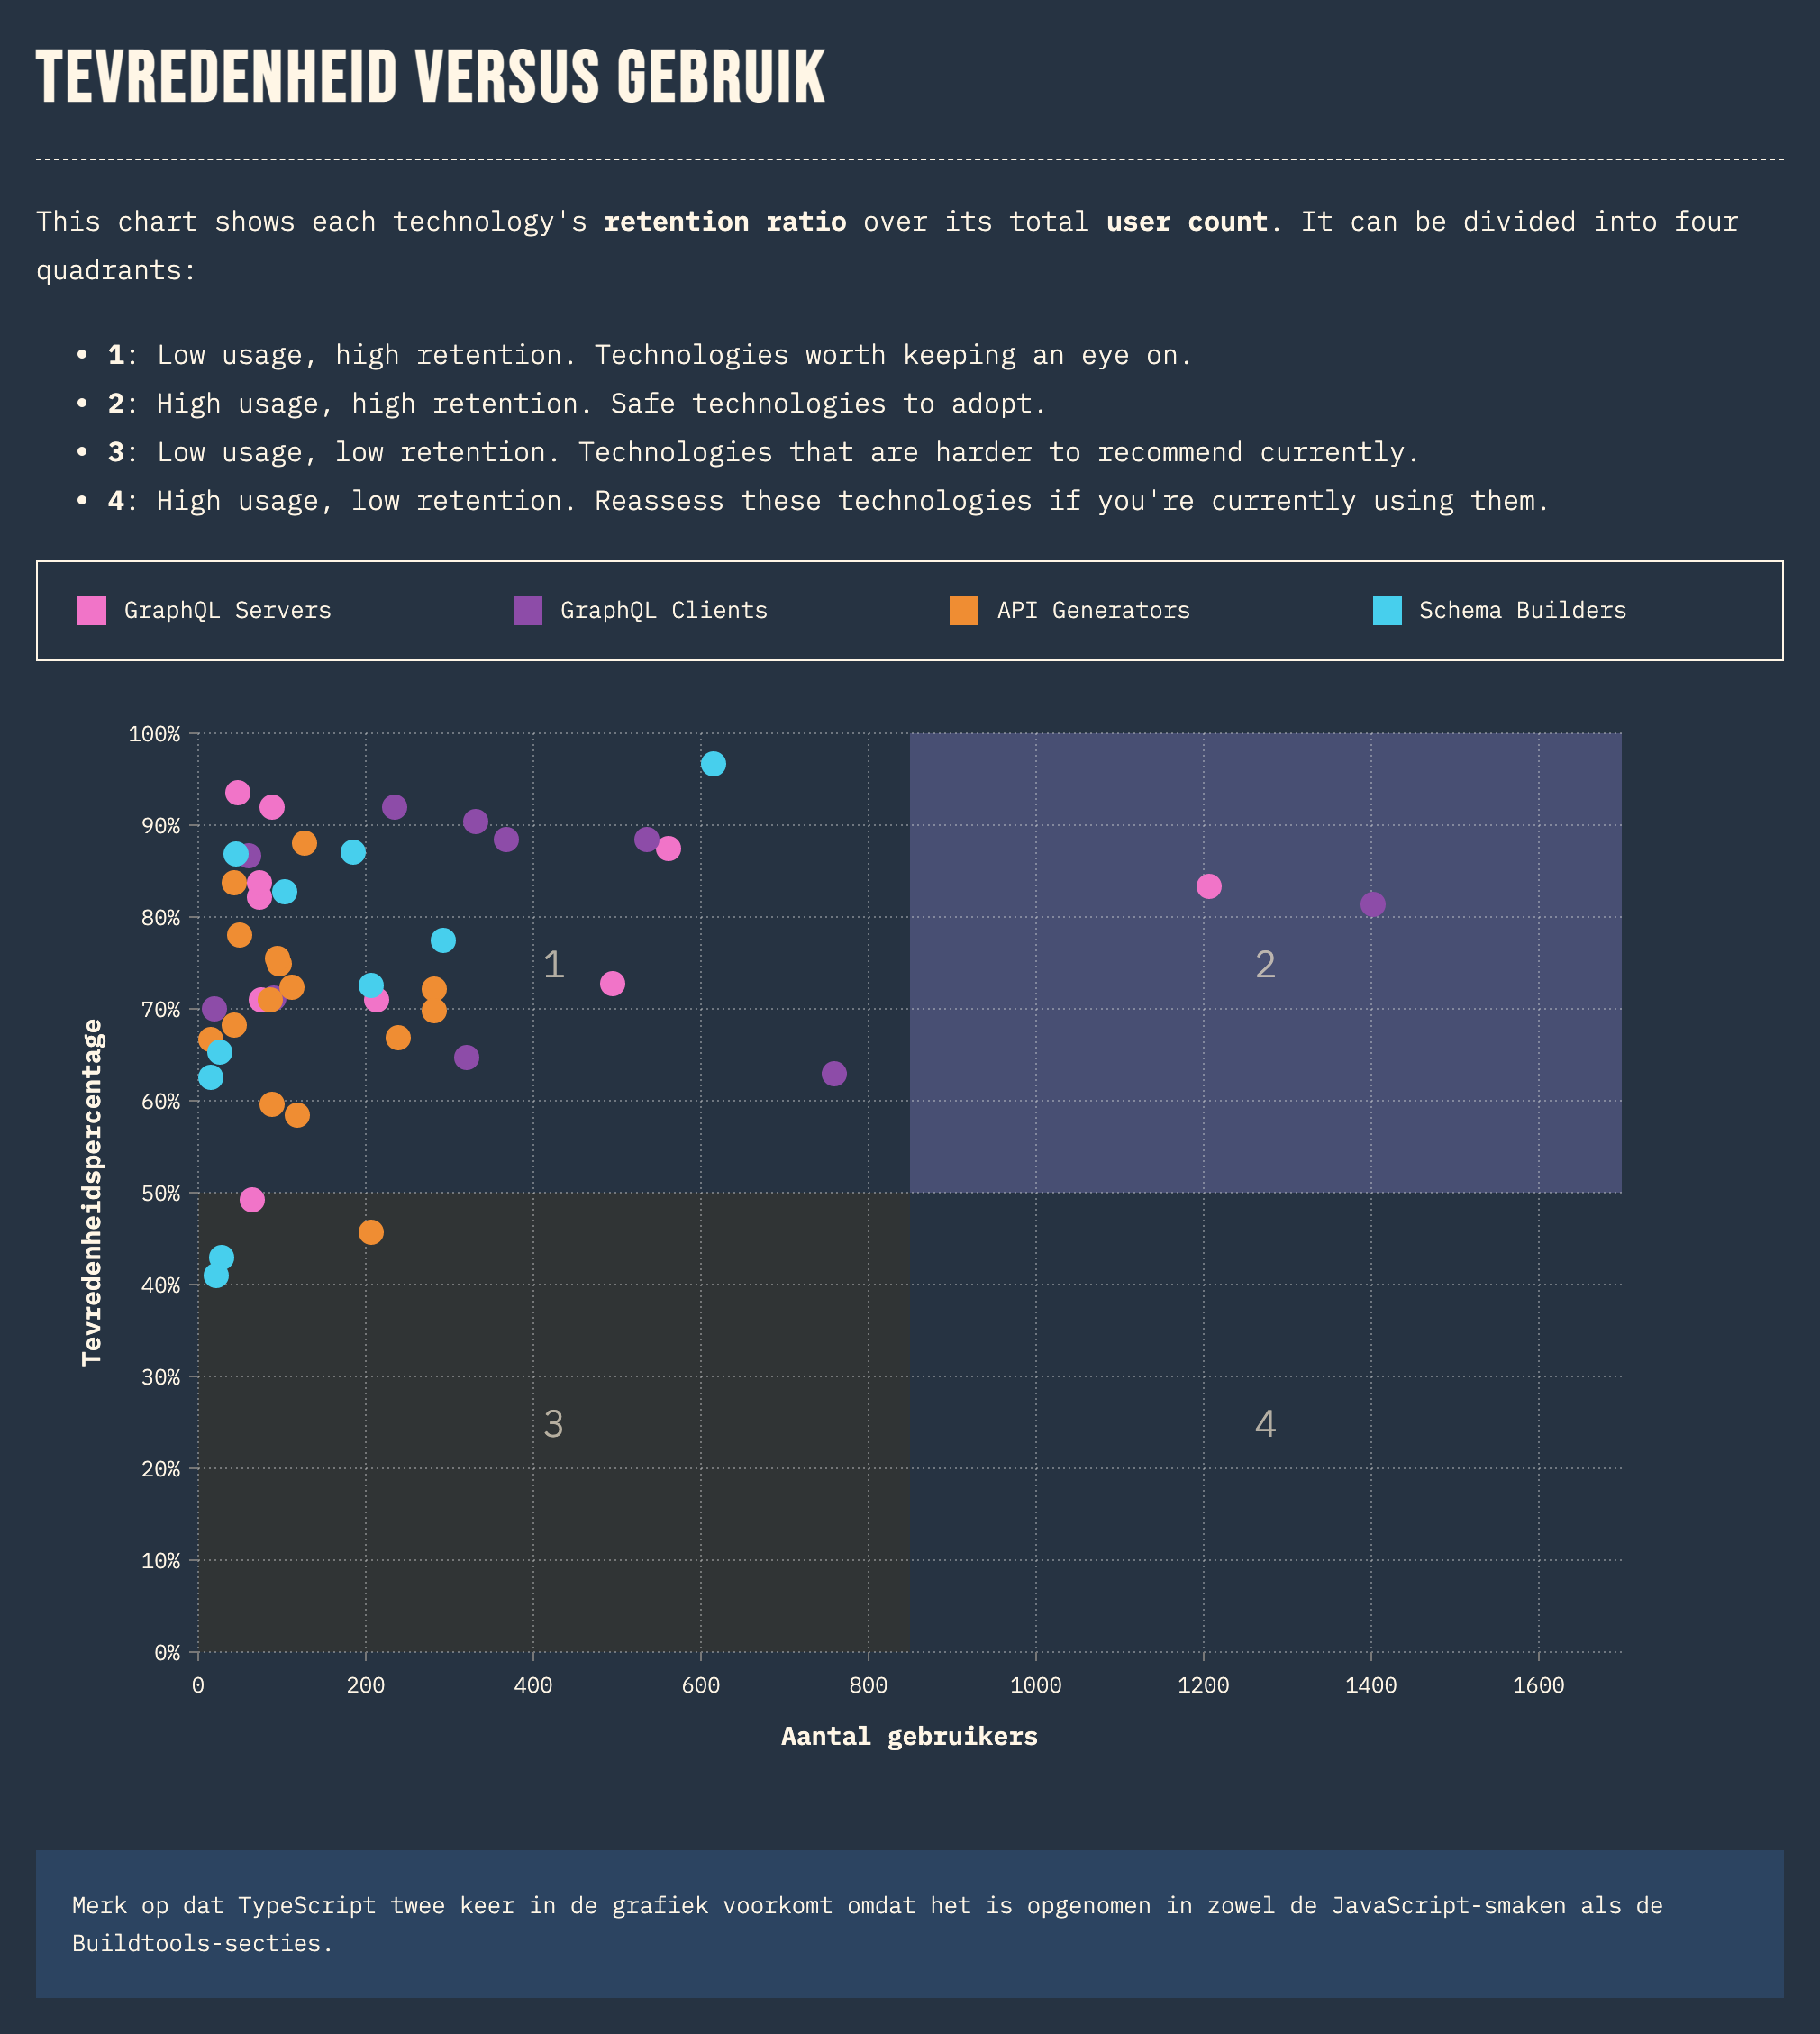 TEVREDENHEID VERSUS GEBRUIK
This chart shows each technology's retention ratio over its total user count. It can be divided into four
quadrants:
• 1: Low usage, high retention. Technologies worth keeping an eye on.
• 2: High usage, high retention. Safe technologies to adopt.
• 3: Low usage, low retention. Technologies that are harder to recommend currently.
• 4: High usage, low retention. Reassess these technologies if you're currently using them.
GraphQL Servers
GraphQL Clients
API Generators
Schema Builders
100%
90%
80%
70%
60%
50%
40%
30%
20%
10%
0%
Tevredenheidspercentage
1
2
3
4
0
200
400
600
800
1000
1200
1400
1600
Aantal gebruikers
Merk op dat TypeScript twee keer in de grafiek voorkomt omdat het is opgenomen in zowel de JavaScript-smaken als de
Buildtools-secties.